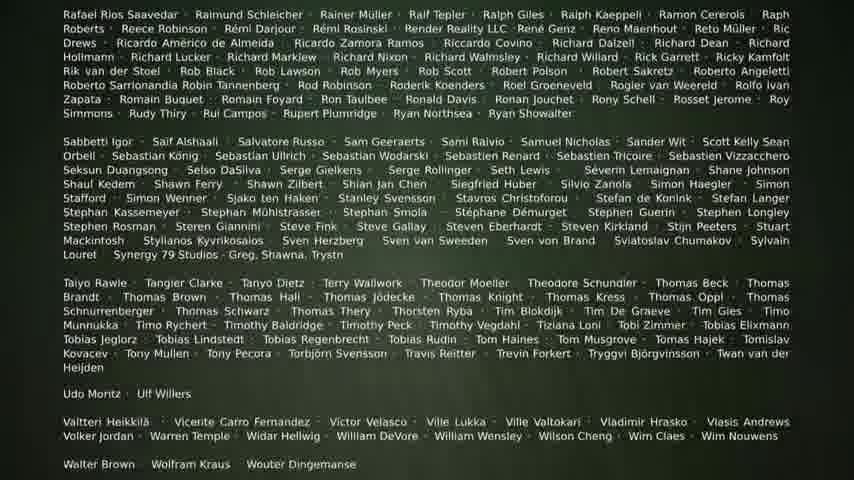 Rafael Rios Saavedar · Raimund Schleicher · Rainer Müller · Ralf Tepler · Ralph Giles · Ralph Kaeppeli · Ramon Cererols Raph
Roberts · Reece Robinson · Rémi Darjour · Rémi Rosinski · Render Reality LLC · René Genz · Reno Maenhout · Reto Müller · Ric
Drews · Ricardo Américo de Almeida · Ricardo Zamora Ramos · Riccardo Covino · Richard Dalzell · Richard Dean · Richard
Hollmann · Richard Lucker · Richard Marklew · Richard Nixon · Richard Walmsley · Richard Willard · Rick Garrett · Ricky Kamfolt
Rik van der Stoel · Rob Black · Rob Lawson · Rob Myers · Rob Scott · Robert Polson · Robert Sakretz · Roberto Angeletti
Roberto Sarrionandia Robin Tannenberg · Rod Robinson · Roderik Koenders · Roel Groeneveld · Rogier van Weereld · Rolfo Ivan
Zapata · Romain Buquet · Romain Foyard · Ron Taulbee · Ronald Davis · Ronan Jouchet · Rony Schell · Rosset Jerome · Roy
Simmons · Rudy Thiry · Rui Campos · Rupert Plumridge · Ryan Northsea · Ryan Showalter
Sabbetti Igor · Saif Alshaali · Salvatore Russo · Sam Geeraerts · Sami Raivio · Samuel Nicholas · Sander Wit · Scott Kelly Sean
Orbell · Sebastian König · Sebastian Ullrich · Sebastian Wodarski · Sebastien Renard · Sebastien Tricoire · Sebastien Vizzacchero
Seksun Duangsong · Selso DaSilva · Serge Gielkens · Serge Rollinger · Seth Lewis · Séverin Lemaignan · Shane Johnson
Shaul Kedem · Shawn Ferry · Shawn Zilbert · Shian Jan Chen Siegfried Huber · Silvio Zanola Simon Haegler · Simon
Stafford · Simon Wenner · Sjako ten Haken · Stanley Svensson · Stavros Christoforou · Stefan de Konink · Stefan Langer
Stephan Kassemeyer · Stephan Mühlstrasser · Stephan Smola · Stéphane Démurget Stephen Guerin · Stephen Longley
Stephen Rosman · Steren Giannini · Steve Fink · Steve Gallay · Steven Eberhardt · Steven Kirkland · Stijn Peeters · Stuart
Mackintosh Stylianos Kyvrikosaios · Sven Herzberg Sven van Sweeden Sven von Brand · Sviatoslav Chumakov · Sylvain
Louret Synergy 79 Studios - Greg, Shawna, Trystn
Taiyo Rawle · Tangier Clarke · Tanyo Dietz · Terry Wallwork Theodor Moeller · Theodore Schundler · Thomas Beck · Thomas
Brandt · Thomas Brown · Thomas Hall · Thomas Jödecke · Thomas Knight · Thomas Kress · Thomas Oppl · Thomas
Schnurrenberger · Thomas Schwarz · Thomas Thery · Thorsten Ryba · Tim Blokdijk · Tim De Graeve · Tim Gies · Timo
Munnukka · Timo Rychert · Timothy Baldridge · Timothy Peck · Timothy Vegdahl · Tiziana Loni · Tobi Zimmer · Tobias Elixmann
Tobias Jeglorz · Tobias Lindstedt · Tobias Regenbrecht · Tobias Rudin · Tom Haines · Tom Musgrove · Tomas Hajek · Tomislav
Kovacev · Tony Mullen · Tony Pecora · Torbjörn Svensson · Travis Reitter · Trevin Forkert · Tryggvi Björgvinsson · Twan van der
Heijden
Udo Moritz · Ulf Willers
Valtteri Heikkilä · Vicente Carro Fernandez · Victor Velasco · Ville Lukka · Ville Valtokari · Vladimir Hrasko · Vlasis Andrews
Volker Jordan · Warren Temple · Widar Hellwig · William DeVore · William Wensley · Wilson Cheng · Wim Claes · Wim Nouwens
Walter Brown Wolfram Kraus Wouter Dingemanse